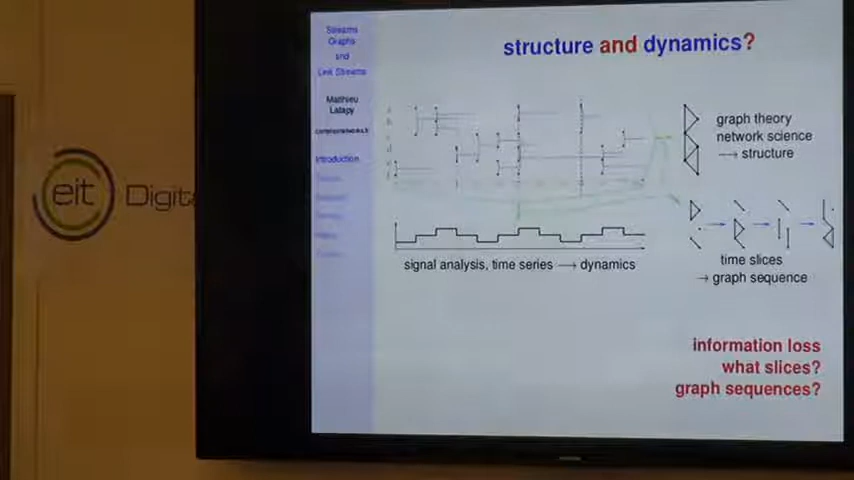 eit Digita
Streams
Graphs
and
Link Streams
Matthieu
Latapy
Introduction
structure and dynamics?
graph theory
network science
→ structure
signal analysis, time series → dynamics
time slices
→ graph sequence
information loss
what slices?
graph sequences?